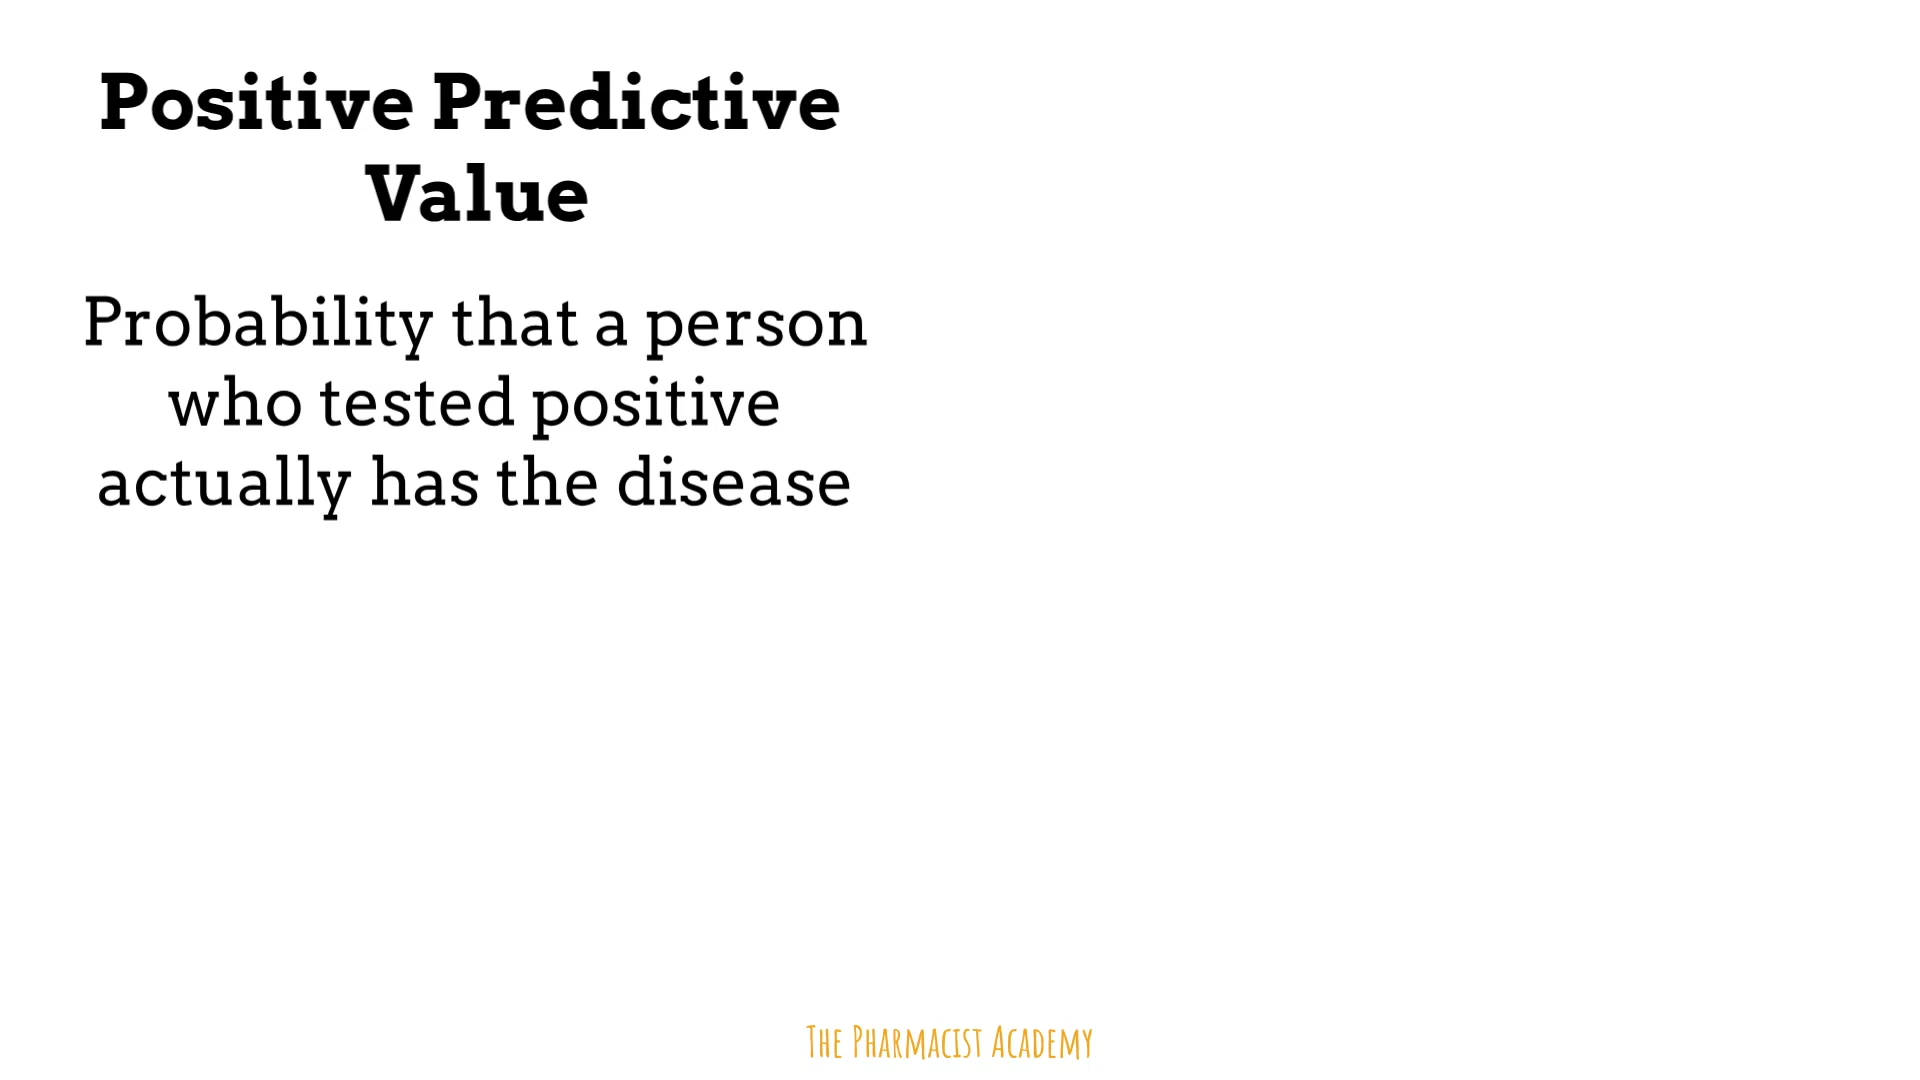 Positive Predictive
Value
Probability that a person
who tested positive
actually has the disease
The Pharmacist Academy